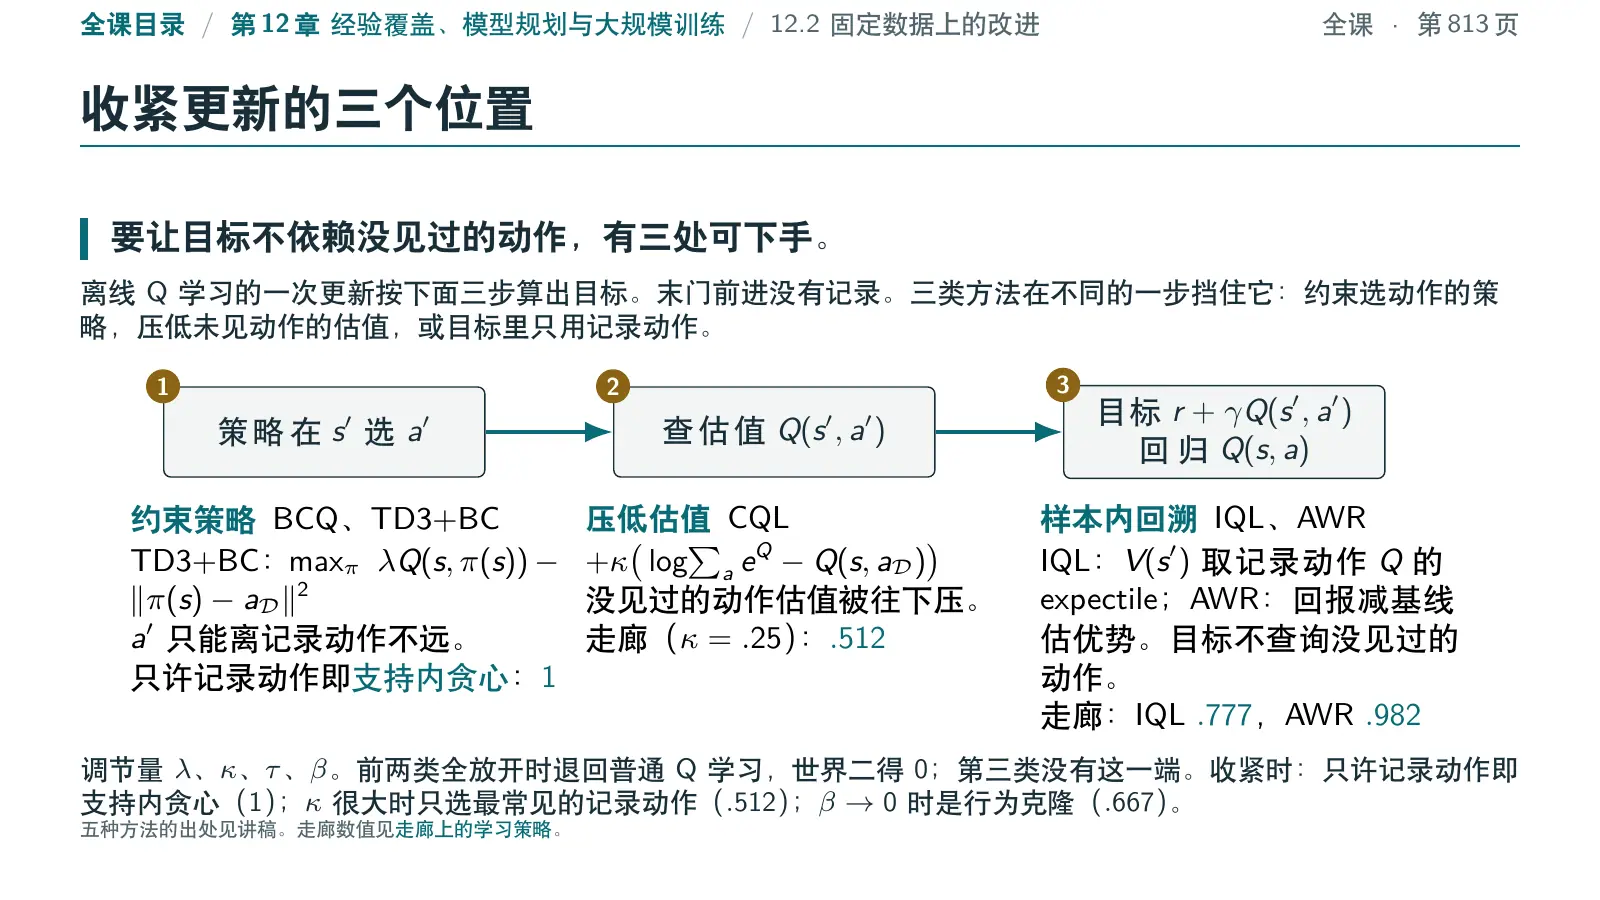 全课目录 / 第 12 章 经验覆盖、模型规划与大规模训练 / 12.2 固定数据上的改进
全课 · 第 813 页
收紧更新的三个位置
要让目标不依赖没见过的动作，有三处可下手。
离线 Q 学习的一次更新按下面三步算出目标。末门前进没有记录。三类方法在不同的一步挡住它：约束选动作的策
略，压低未见动作的估值，或目标里只用记录动作。
1
策略在 s′ 选 a′
2
查估值 Q(s′, a′)
3
目标 r + γQ(s′, a′)
回归 Q(s, a)
约束策略 BCQ、TD3+BC
TD3+BC：max_π λQ(s, π(s)) −
‖π(s) − a_𝒟‖²
a′ 只能离记录动作不远。
只许记录动作即支持内贪心：1
压低估值 CQL
+κ(log∑_a e^Q − Q(s, a_𝒟))
没见过的动作估值被往下压。
走廊（κ = .25）：.512
样本内回溯 IQL、AWR
IQL：V(s′) 取记录动作 Q 的
expectile；AWR：回报减基线
估优势。目标不查询没见过的
动作。
走廊：IQL .777，AWR .982
调节量 λ、κ、τ、β。前两类全放开时退回普通 Q 学习，世界二得 0；第三类没有这一端。收紧时：只许记录动作即
支持内贪心（1）；κ 很大时只选最常见的记录动作（.512）；β → 0 时是行为克隆（.667）。
五种方法的出处见讲稿。走廊数值见走廊上的学习策略。